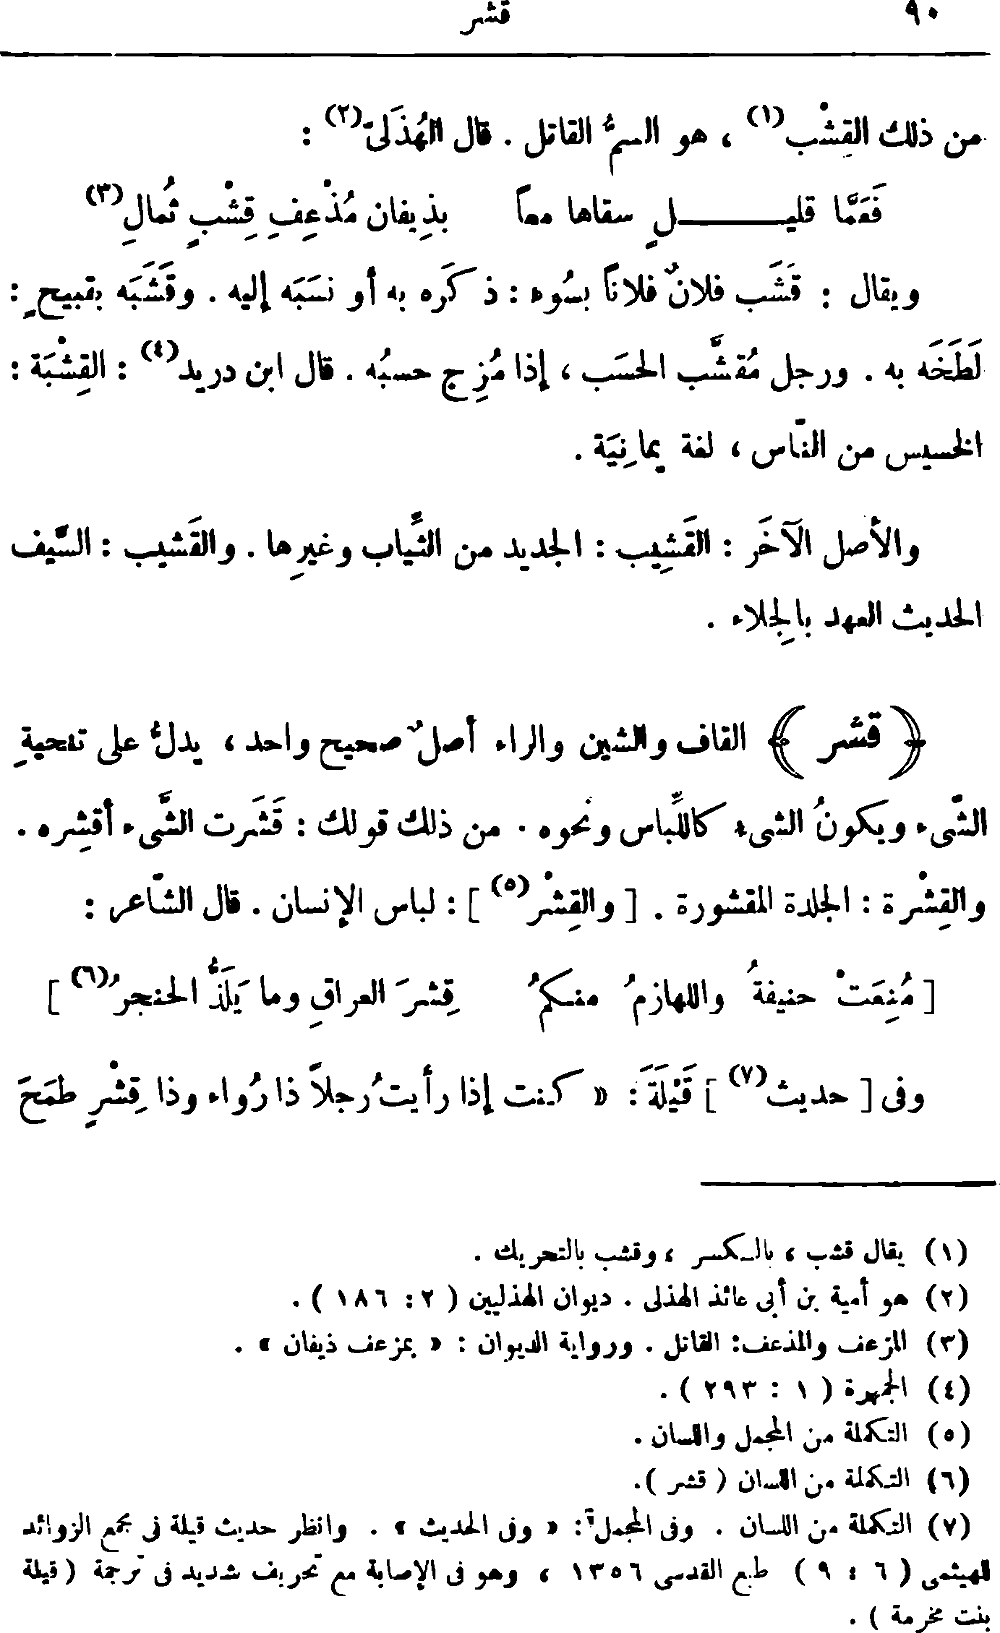 ٩٠ قشر
من ذلك القِشْب(١) ، هو السمُّ القاتل . قال الهُذَلىّ(٢) :
فَعَمَّا قليــــــــلٍ سقاها معاً بذِيفان مُذْعِفِ قِشْبٍ ثُمالِ(٣)
ويقال : قَشَب فلانٌ فلاناً بسُوء : ذكَره به أو نسَبَه إليه . وقَشَبَه بقبيحٍ :
لَطَخَه به . ورجل مُقشَّب الحسَب ، إذا مُزِج حسبُه . قال ابن دريد(٤) : القِشْبَة :
الخسيس من النّاس ، لغة يمانِيَة .
والأصل الآخَر : القَشِيب : الجديد من الثِّياب وغيرِها . والقَشيب : السَّيف
الحديث العهد بالجِلاء .
﴿ قشر ﴾ القاف والشين والراء أصلٌ صحيح واحد ، يدلُّ على تنحيةِ
الشّىء ويكونُ الشىء كاللِّباس ونحوه . من ذلك قولك : قَشَرت الشَّىء أقشِره .
والقِشْرة : الجلدة المقشورة . [ والقِشْر(٥) ] : لباس الإنسان . قال الشّاعر :
[ مُنِعَتْ حنيفةُ واللهازمُ منكمُ قِشرَ العراقِ وما يَلَذُّ الحنجرُ(٦) ]
وفى [ حديث(٧) ] قَيْلَةَ : « كنت إذا رأيتُ رجلاً ذا رُواء وذا قِشْرٍ طمَحَ
(١) يقال قشب ، بالكسر ، وقشب بالتحريك .
(٢) هو أمية بن أبى عائذ الهذلى . ديوان الهذليين ( ٢ : ١٨٦ ) .
(٣) المزعف والمذعف: القاتل . ورواية الديوان : « بمزعف ذيفان » .
(٤) الجمهرة ( ١ : ٢٩٣ ) .
(٥) التكملة من المجمل واللسان .
(٦) التكملة من اللسان ( قشر ).
(٧) التكملة من اللسان . وفى المجمل : « وفى الحديث » . وانظر حديث قيلة فى مجمع الزوائد
للهيثمى ( ٦ : ٩ ) طبع القدسى ١٣٥٦ ، وهو فى الإصابة مع تحريف شديد فى ترجمة ( قيلة
بنت مخرمة ) .